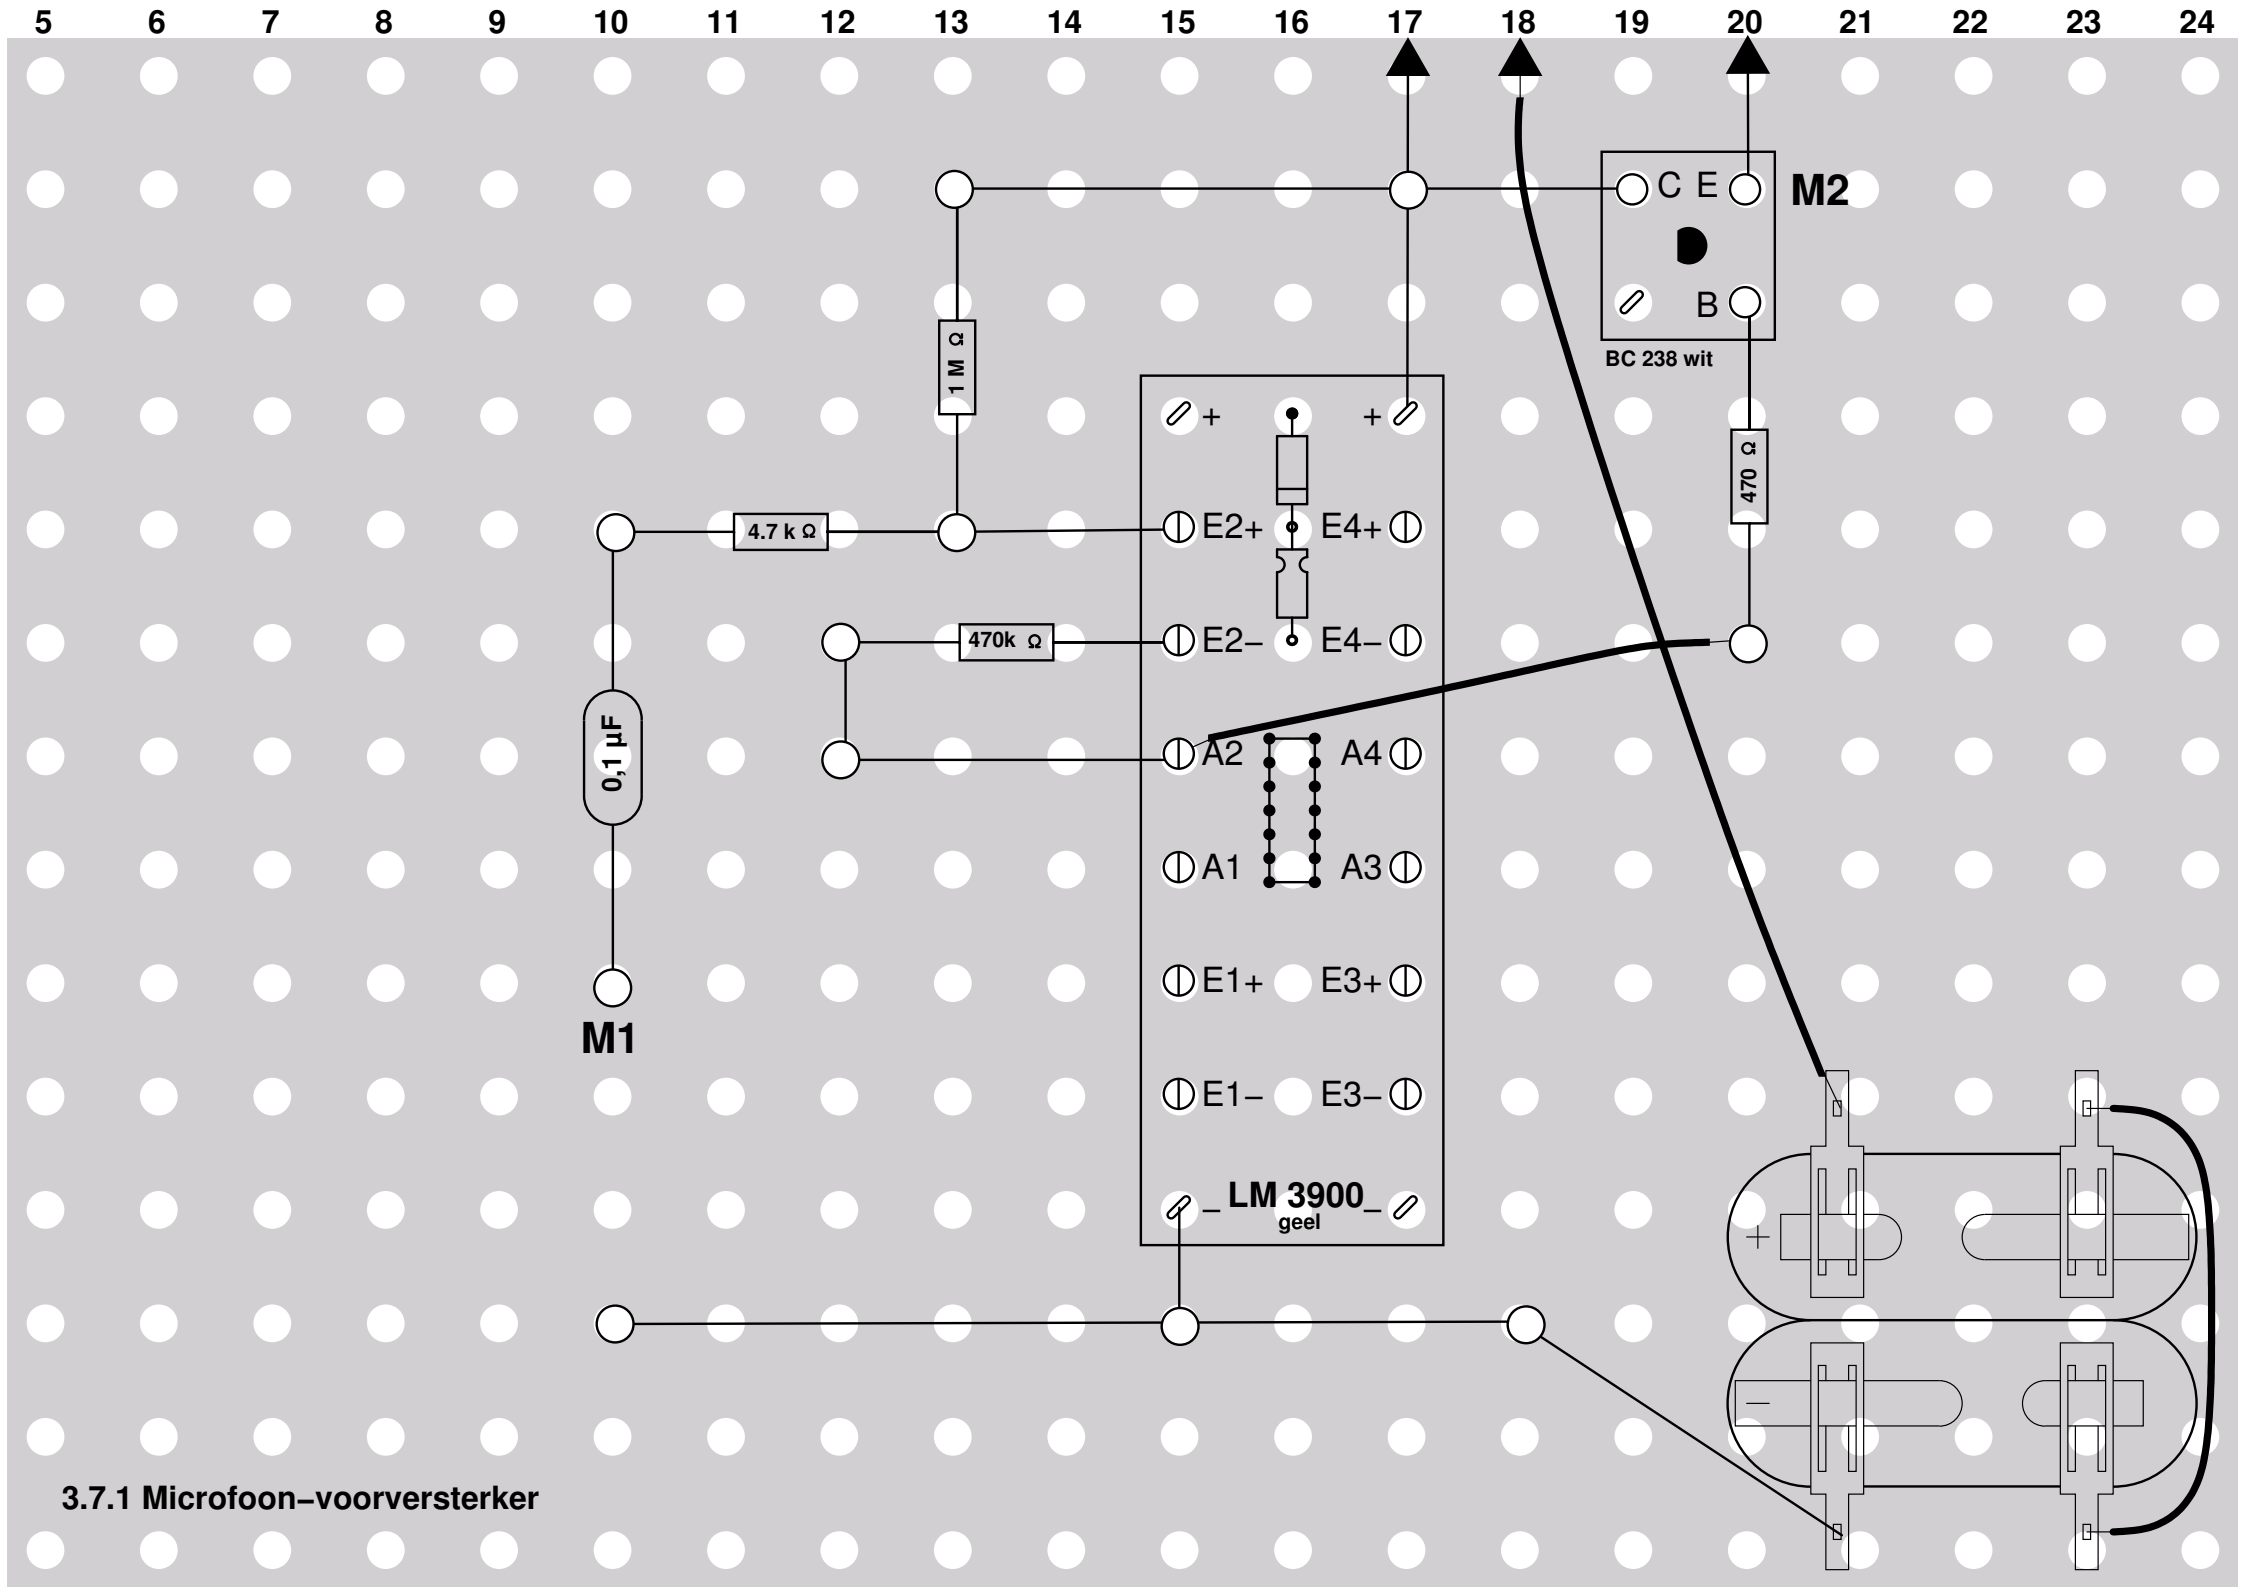 5 6 7 8 9 10 11 12 13 14 15 16 17 18 19 20 21 22 23 24
C E M2
B
BC 238 wit
1 M Ω
+ +
470 Ω
4.7 k Ω
E2+ E4+
470k Ω
E2− E4−
0,1 µF
A2 A4
A1 A3
E1+ E3+
M1
E1− E3−
− LM 3900 −
geel
+
−
3.7.1 Microfoon−voorversterker